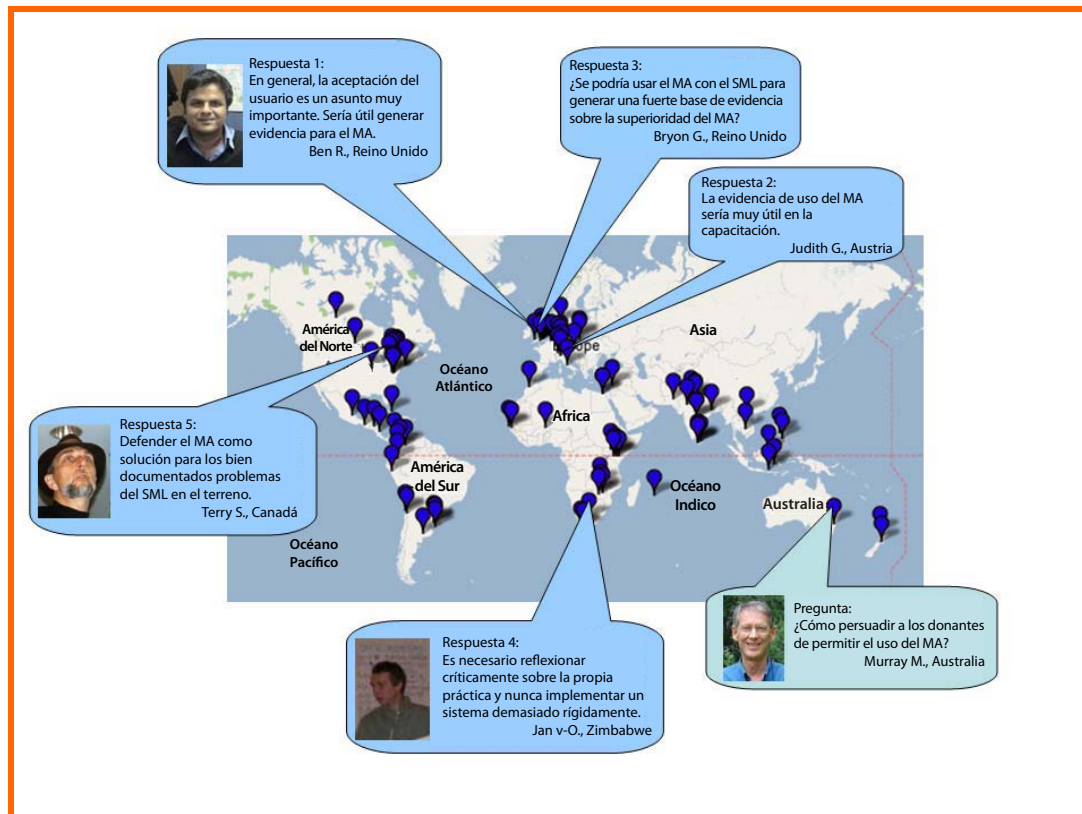 Respuesta 1:
En general, la aceptación del
usuario es un asunto muy
importante. Sería útil generar
evidencia para el MA.
Ben R., Reino Unido
Respuesta 3:
¿Se podría usar el MA con el SML para
generar una fuerte base de evidencia
sobre la superioridad del MA?
Bryon G., Reino Unido
Respuesta 2:
La evidencia de uso del MA
sería muy útil en la
capacitación.
Judith G., Austria
América
del Norte
Asia
Océano
Atlántico
Africa
América
del Sur
Océano
Indico
Australia
Océano
Pacífico
Respuesta 5:
Defender el MA como
solución para los bien
documentados problemas
del SML en el terreno.
Terry S., Canadá
Respuesta 4:
Es necesario reflexionar
críticamente sobre la propia
práctica y nunca implementar un
sistema demasiado rígidamente.
Jan v-O., Zimbabwe
Pregunta:
¿Cómo persuadir a los donantes
de permitir el uso del MA?
Murray M., Australia